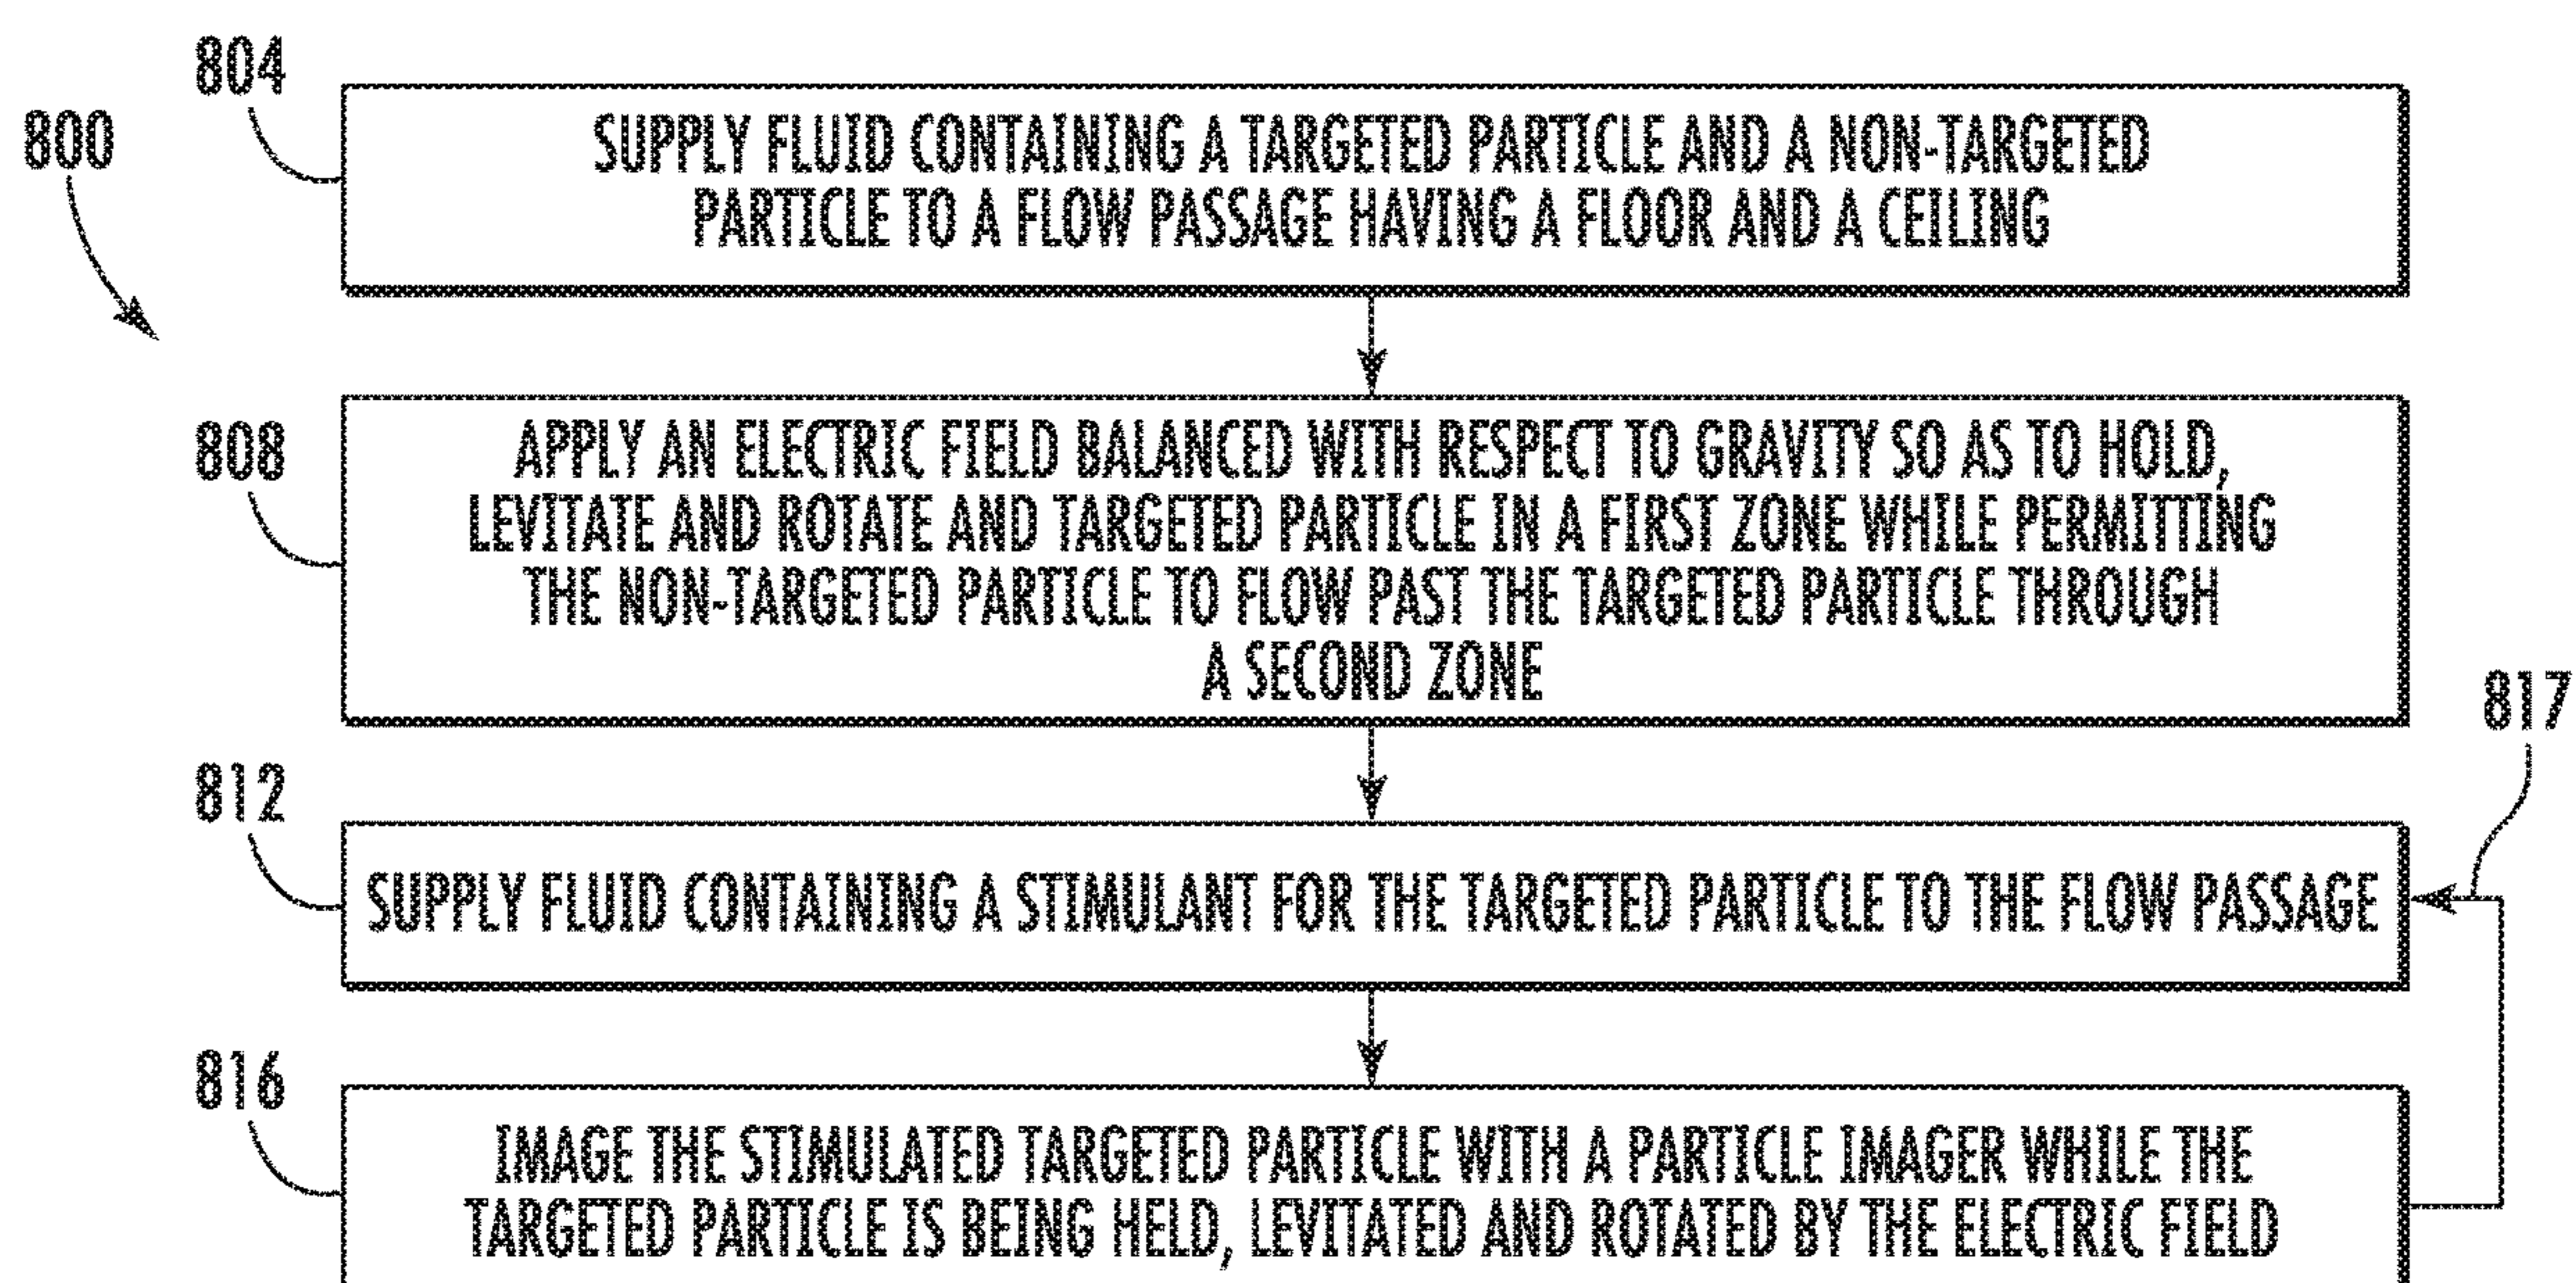 804
800
SUPPLY FLUID CONTAINING A TARGETED PARTICLE AND A NON-TARGETED
PARTICLE TO A FLOW PASSAGE HAVING A FLOOR AND A CEILING
808
APPLY AN ELECTRIC FIELD BALANCED WITH RESPECT TO GRAVITY SO AS TO HOLD,
LEVITATE AND ROTATE AND TARGETED PARTICLE IN A FIRST ZONE WHILE PERMITTING
THE NON-TARGETED PARTICLE TO FLOW PAST THE TARGETED PARTICLE THROUGH
A SECOND ZONE
817
812
SUPPLY FLUID CONTAINING A STIMULANT FOR THE TARGETED PARTICLE TO THE FLOW PASSAGE
816
IMAGE THE STIMULATED TARGETED PARTICLE WITH A PARTICLE IMAGER WHILE THE
TARGETED PARTICLE IS BEING HELD, LEVITATED AND ROTATED BY THE ELECTRIC FIELD